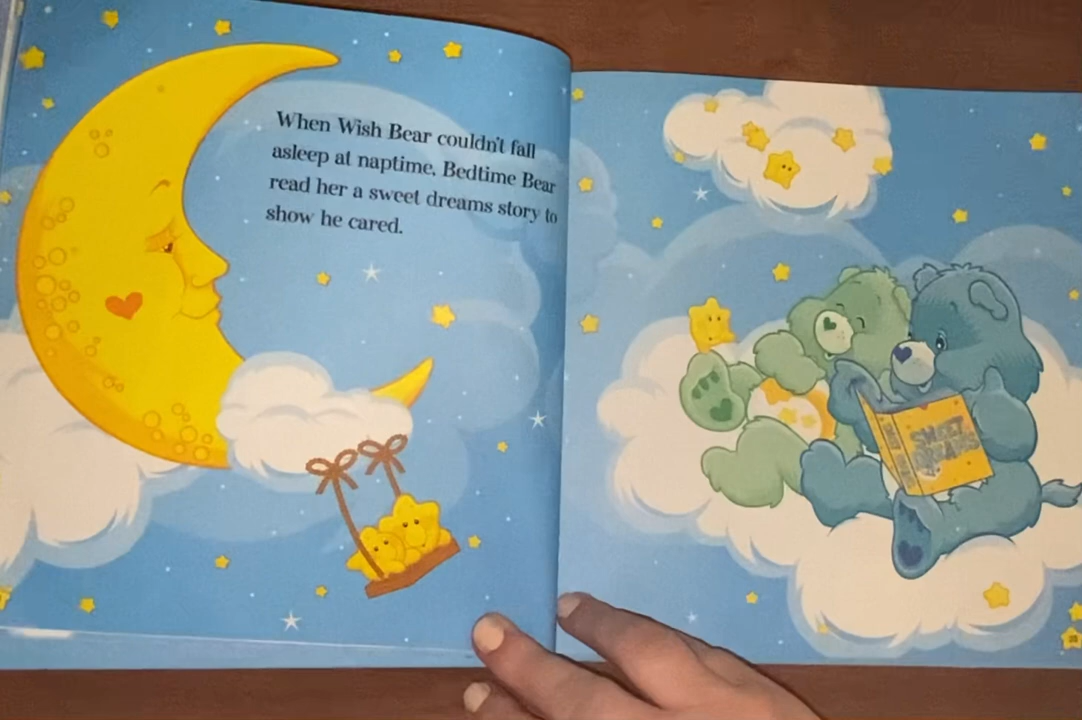 When Wish Bear couldn't fall
asleep at naptime, Bedtime Bear
read her a sweet dreams story to
show he cared.
SWEET
DREAMS